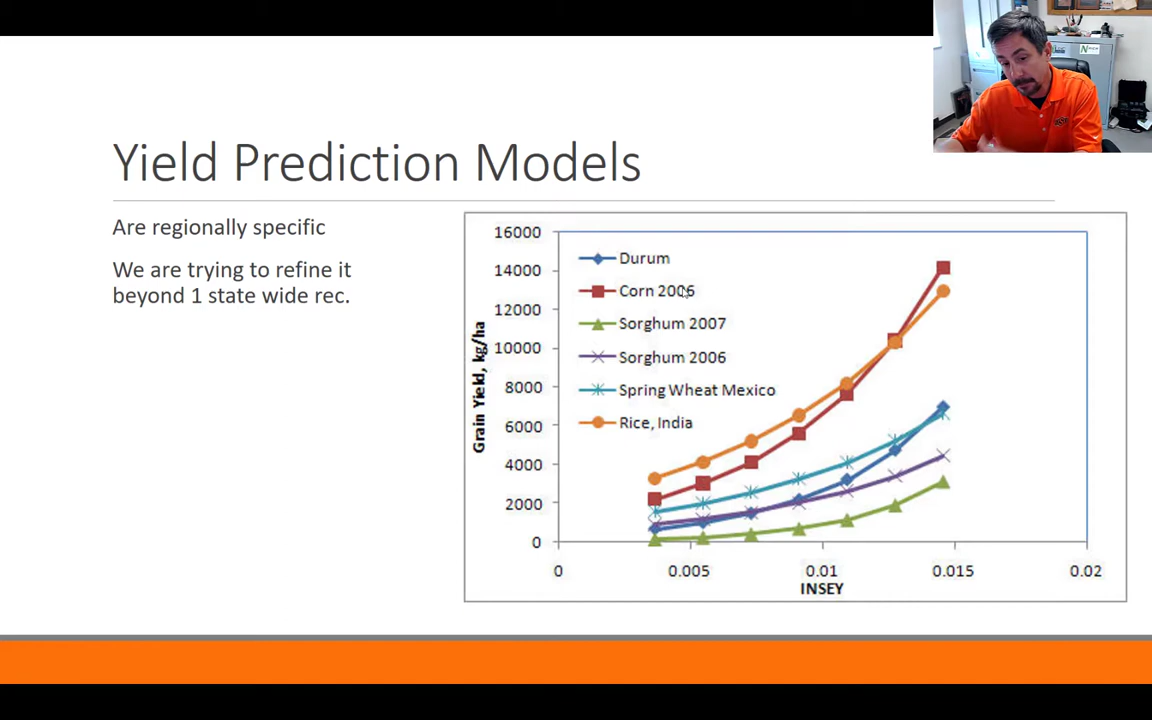 Yield Prediction Models
Are regionally specific
We are trying to refine it
beyond 1 state wide rec.
Grain Yield, kg/ha
16000
14000
12000
10000
8000
6000
4000
2000
0
Durum
Corn 2006
Sorghum 2007
Sorghum 2006
Spring Wheat Mexico
Rice, India
0
0.005
0.01
0.015
0.02
INSEY